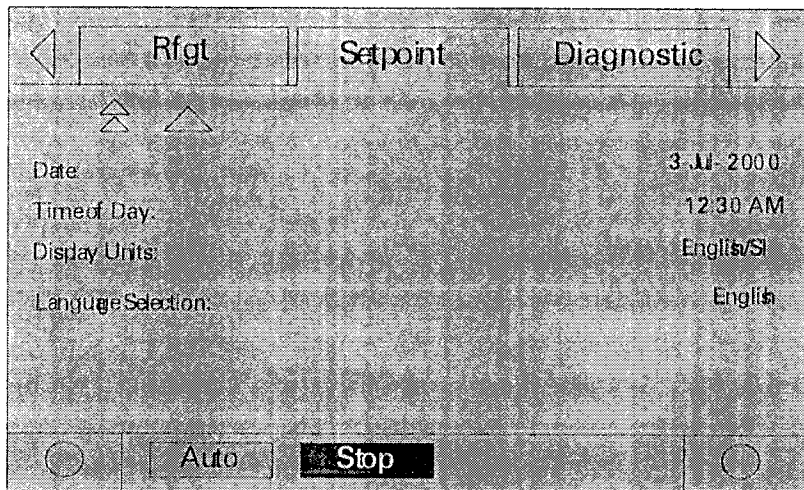 Rfgt Setpoint Diagnostic
Date: 3 Jul-2000
Time of Day: 12:30 AM
Display Units: English/SI
Language Selection: English
Auto Stop